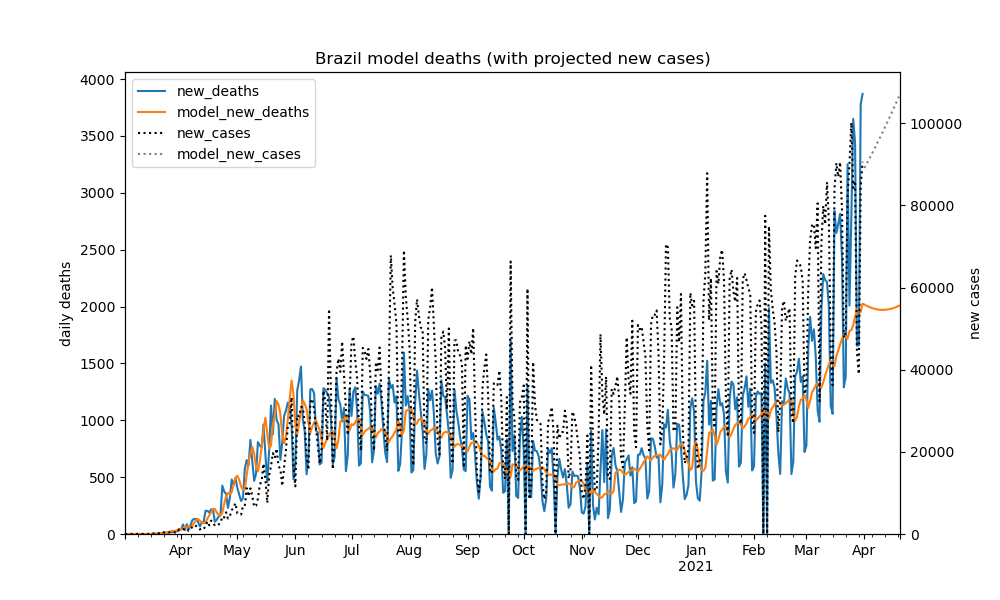 Brazil model deaths (with projected new cases)
new_deaths
model_new_deaths
new_cases
model_new_cases
daily deaths
4000
3500
3000
2500
2000
1500
1000
500
0
new cases
100000
80000
60000
40000
20000
0
Apr May Jun Jul Aug Sep Oct Nov Dec Jan Feb Mar Apr
2021